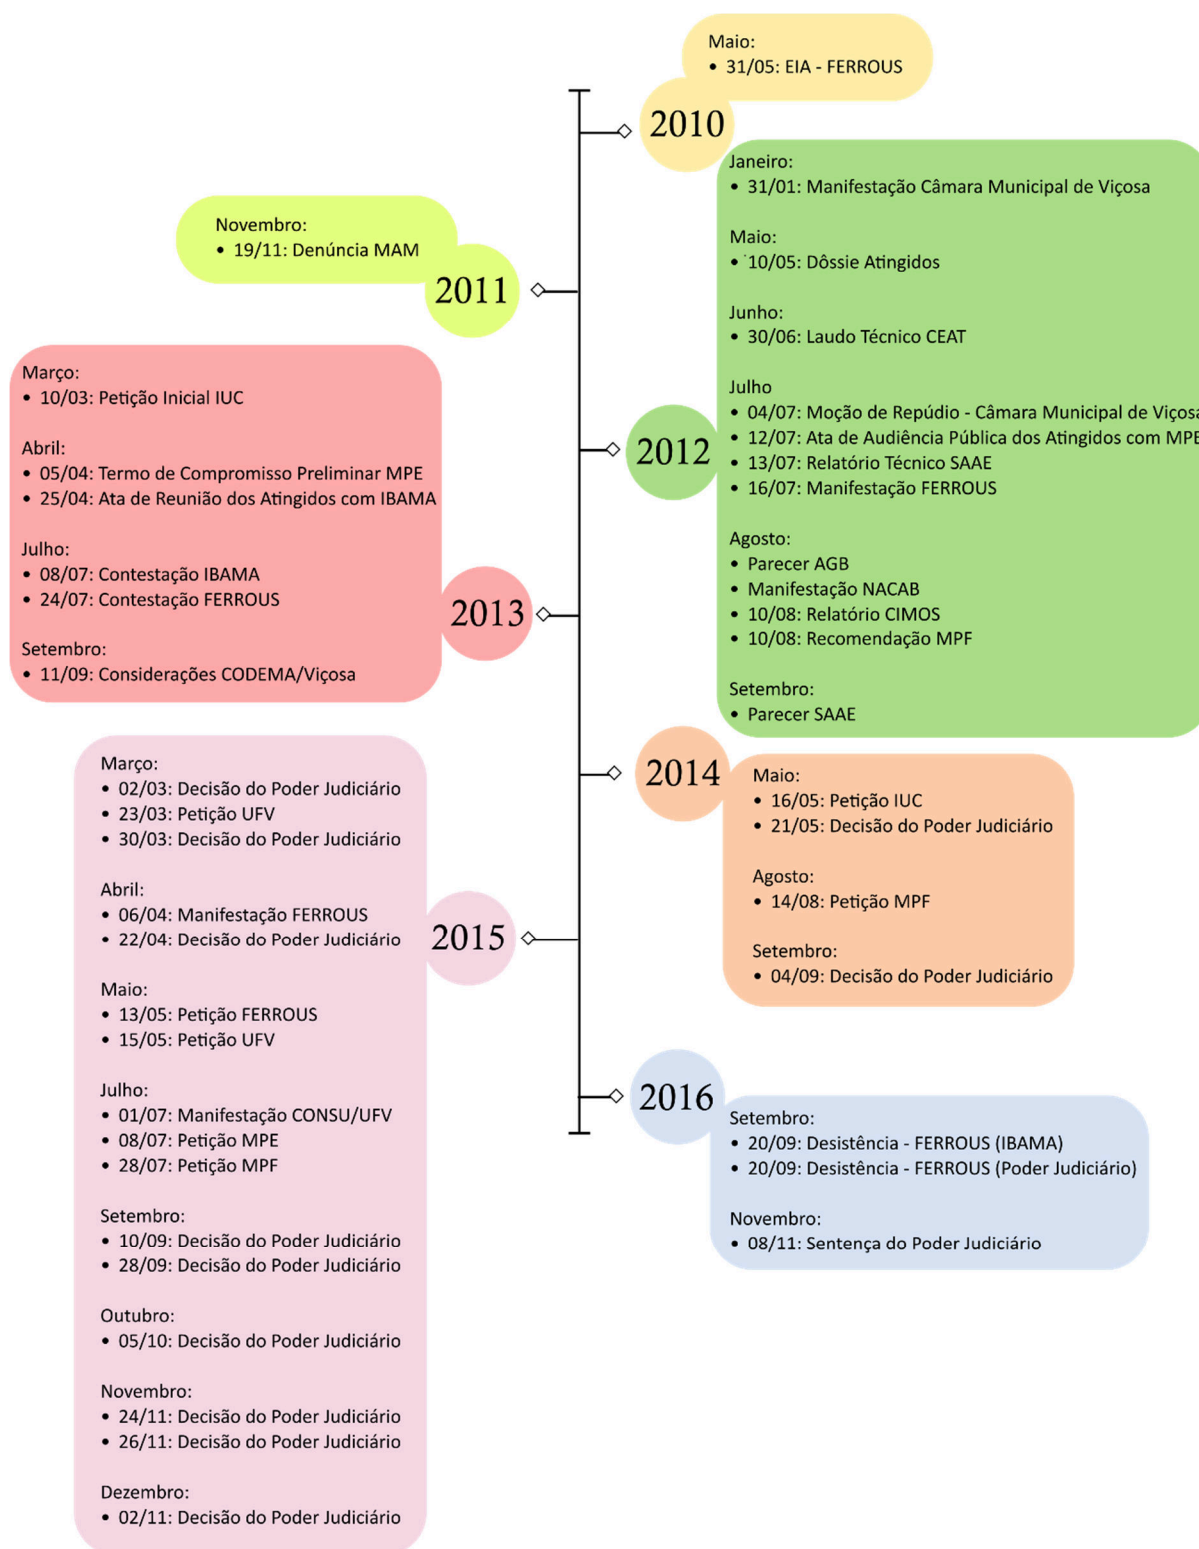 Maio:
• 31/05: EIA - FERROUS
2010
Novembro:
• 19/11: Denúncia MAM
2011
Janeiro:
• 31/01: Manifestação Câmara Municipal de Viçosa
Maio:
• 10/05: Dôssie Atingidos
Junho:
• 30/06: Laudo Técnico CEAT
Julho
• 04/07: Moção de Repúdio - Câmara Municipal de Viçosa
• 12/07: Ata de Audiência Pública dos Atingidos com MPE
• 13/07: Relatório Técnico SAAE
• 16/07: Manifestação FERROUS
Agosto:
• Parecer AGB
• Manifestação NACAB
• 10/08: Relatório CIMOS
• 10/08: Recomendação MPF
Setembro:
• Parecer SAAE
2012
Março:
• 10/03: Petição Inicial IUC
Abril:
• 05/04: Termo de Compromisso Preliminar MPE
• 25/04: Ata de Reunião dos Atingidos com IBAMA
Julho:
• 08/07: Contestação IBAMA
• 24/07: Contestação FERROUS
Setembro:
• 11/09: Considerações CODEMA/Viçosa
2013
2014
Maio:
• 16/05: Petição IUC
• 21/05: Decisão do Poder Judiciário
Agosto:
• 14/08: Petição MPF
Setembro:
• 04/09: Decisão do Poder Judiciário
Março:
• 02/03: Decisão do Poder Judiciário
• 23/03: Petição UFV
• 30/03: Decisão do Poder Judiciário
Abril:
• 06/04: Manifestação FERROUS
• 22/04: Decisão do Poder Judiciário
Maio:
• 13/05: Petição FERROUS
• 15/05: Petição UFV
Julho:
• 01/07: Manifestação CONSU/UFV
• 08/07: Petição MPE
• 28/07: Petição MPF
Setembro:
• 10/09: Decisão do Poder Judiciário
• 28/09: Decisão do Poder Judiciário
Outubro:
• 05/10: Decisão do Poder Judiciário
Novembro:
• 24/11: Decisão do Poder Judiciário
• 26/11: Decisão do Poder Judiciário
Dezembro:
• 02/11: Decisão do Poder Judiciário
2015
2016
Setembro:
• 20/09: Desistência - FERROUS (IBAMA)
• 20/09: Desistência - FERROUS (Poder Judiciário)
Novembro:
• 08/11: Sentença do Poder Judiciário